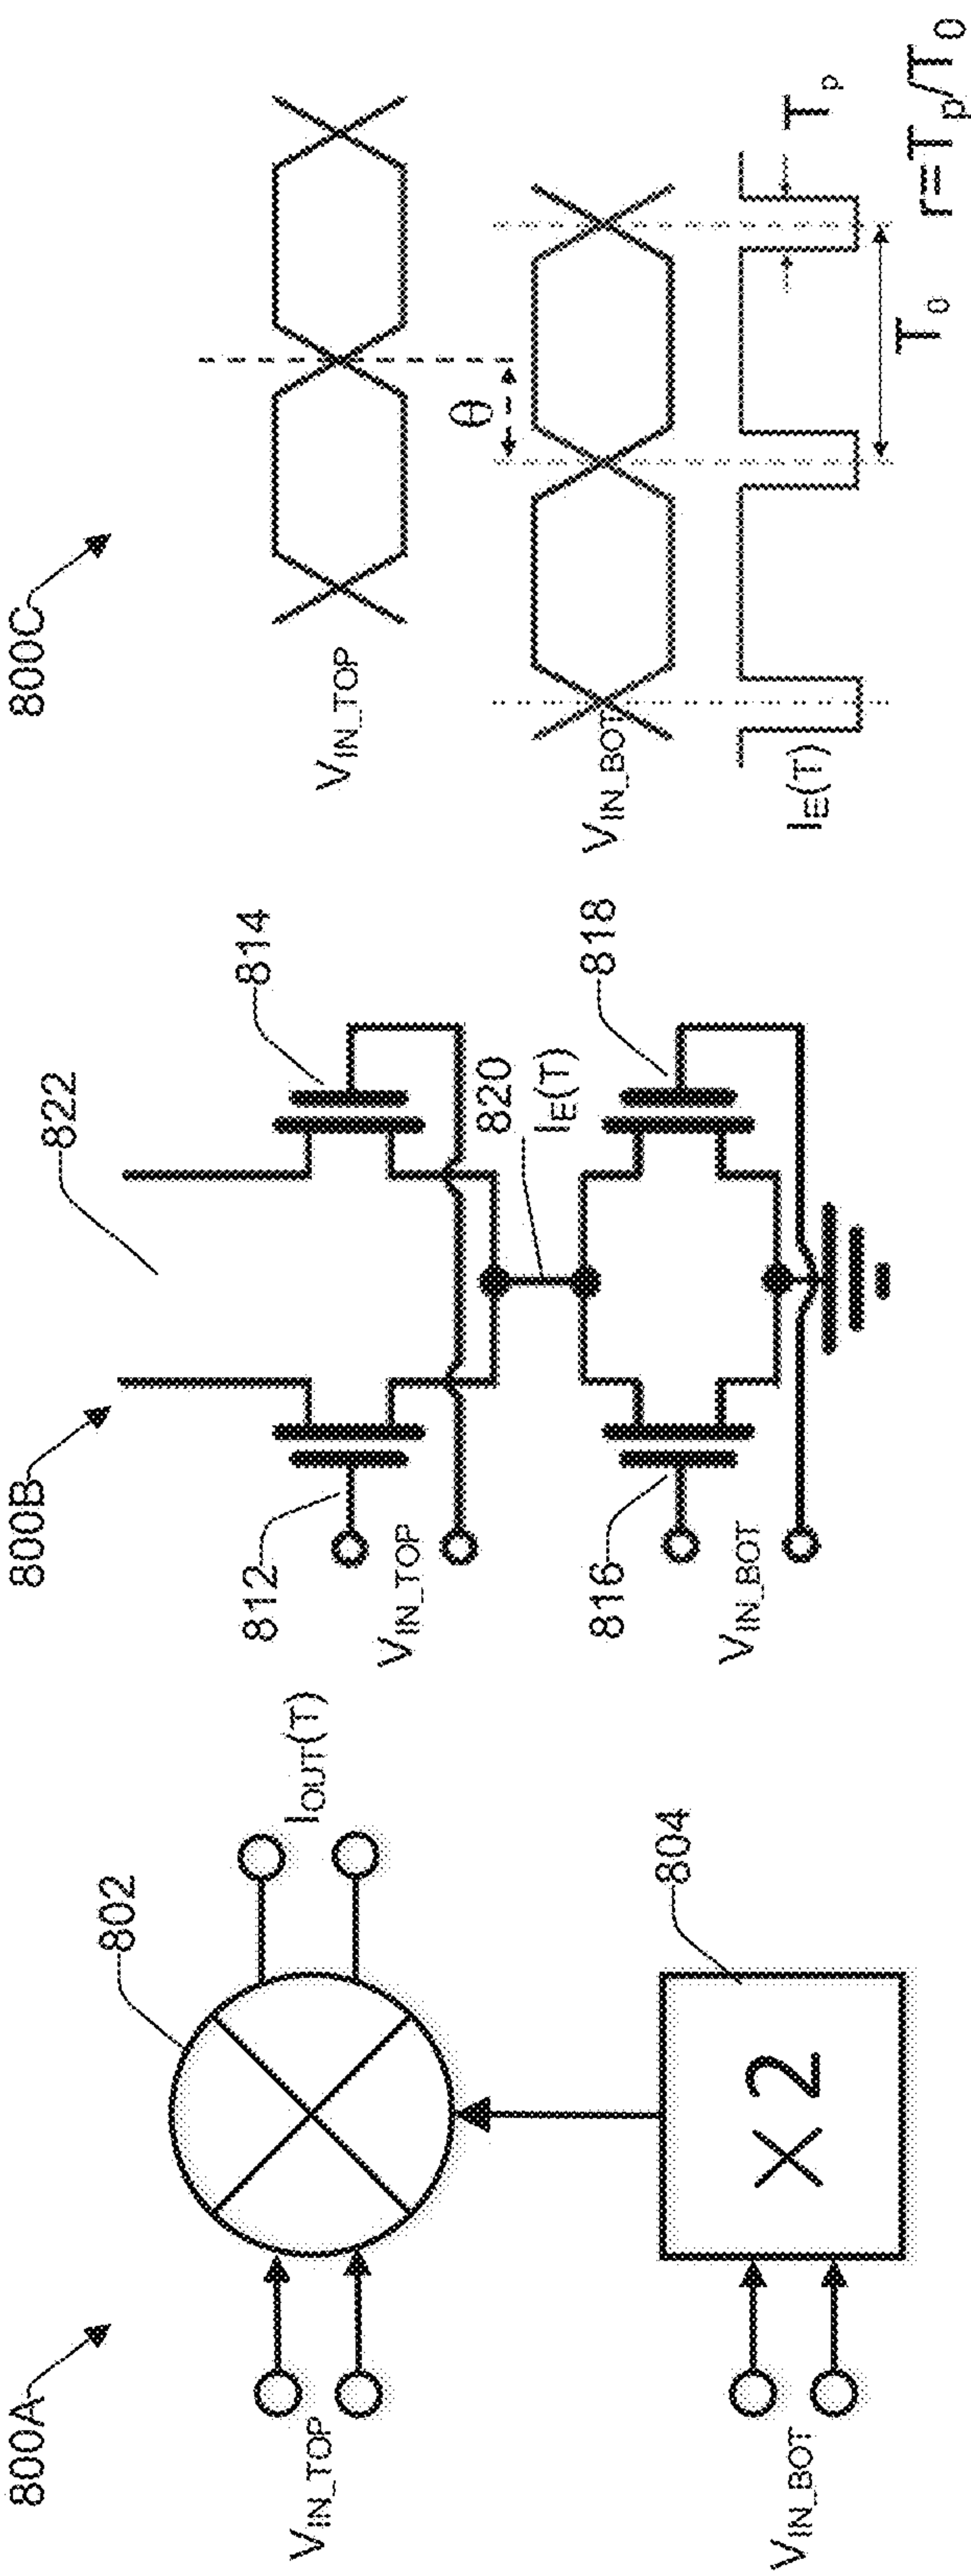 800A
V_IN_TOP
802
I_OUT(T)
V_IN_BOT
804
X 2
800B
822
812
814
V_IN_TOP
820
I_E(T)
816
818
V_IN_BOT
800C
V_IN_TOP
θ
V_IN_BOT
I_E(T)
T_p
T_0
r=T_p/T_0